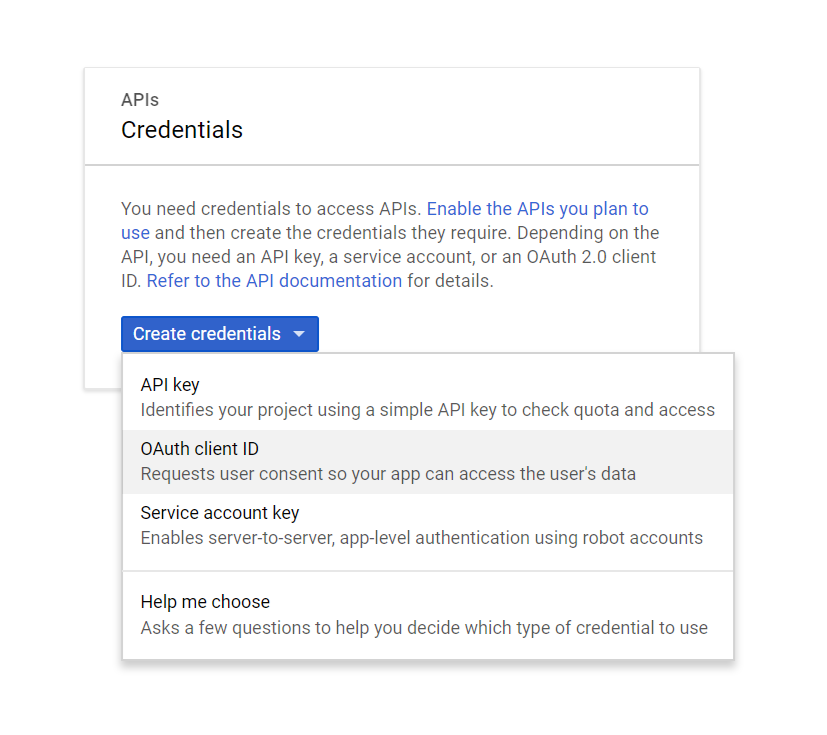 APIs
Credentials
You need credentials to access APIs. Enable the APIs you plan to
use and then create the credentials they require. Depending on the
API, you need an API key, a service account, or an OAuth 2.0 client
ID. Refer to the API documentation for details.
Create credentials
API key
Identifies your project using a simple API key to check quota and access
OAuth client ID
Requests user consent so your app can access the user's data
Service account key
Enables server-to-server, app-level authentication using robot accounts
Help me choose
Asks a few questions to help you decide which type of credential to use